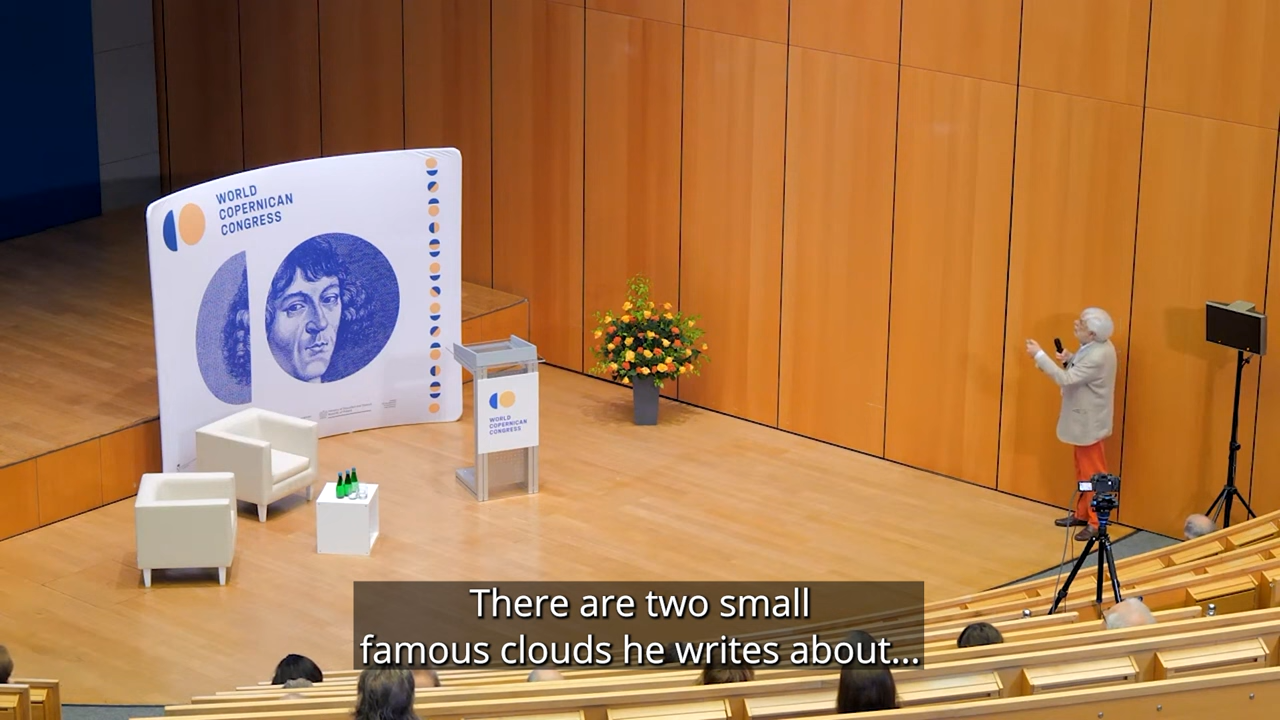 WORLD
COPERNICAN
CONGRESS
WORLD
COPERNICAN
CONGRESS
There are two small
famous clouds he writes about...